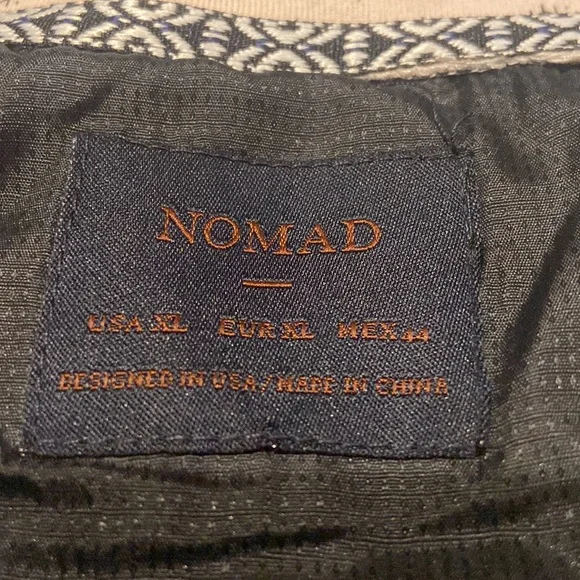 NOMAD
USA XL EUR XL MEX 44
DESIGNED IN USA/MADE IN CHINA